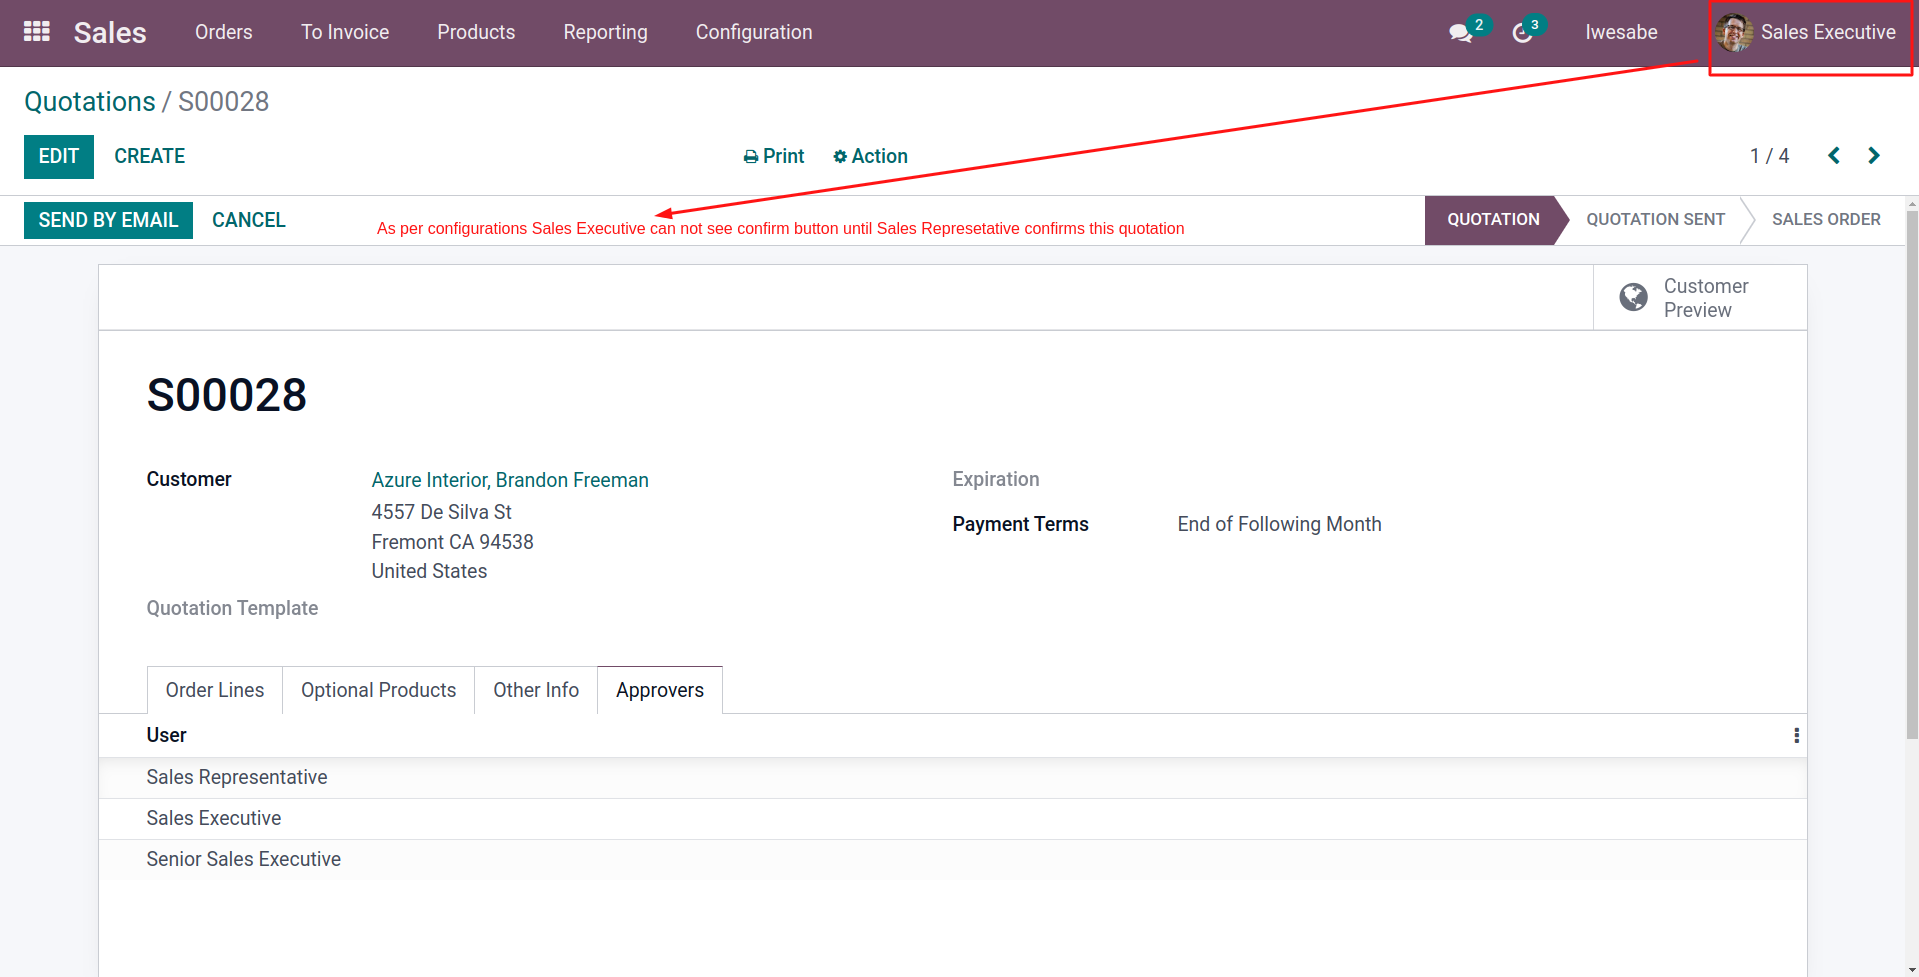 Sales Orders To Invoice Products Reporting Configuration 2 3 Iwesabe Sales Executive
Quotations / S00028
EDIT CREATE Print Action 1 / 4
SEND BY EMAIL CANCEL As per configurations Sales Executive can not see confirm button until Sales Represetative confirms this quotation QUOTATION QUOTATION SENT SALES ORDER
Customer
Preview
S00028
Customer Azure Interior, Brandon Freeman Expiration
4557 De Silva St
Payment Terms End of Following Month
Fremont CA 94538
United States
Quotation Template
Order Lines Optional Products Other Info Approvers
User
Sales Representative
Sales Executive
Senior Sales Executive